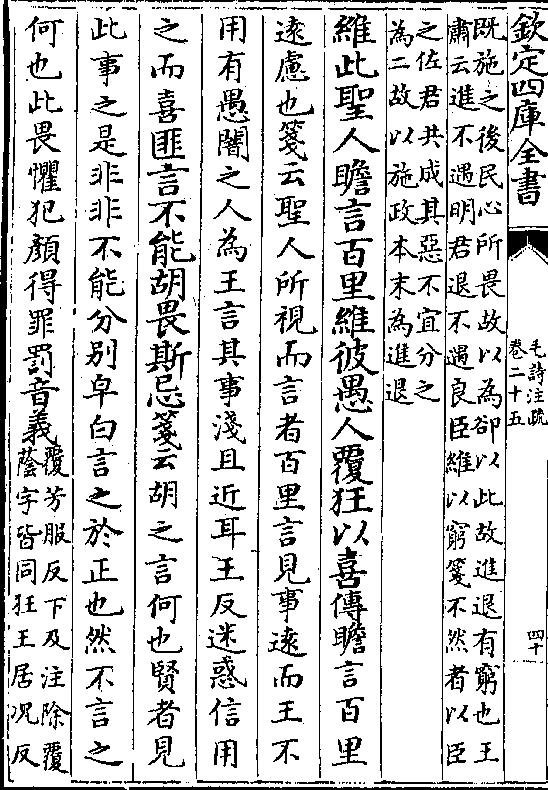 欽定四庫全書
毛詩注疏
卷二十五
四十
既施之後民心所畏故以為卻以此故進退有窮也王
肅云進不遇明君退不遇良臣維以窮箋不然者以臣
之佐君共成其惡不宜分之
為二故以施政本末為進退
維此聖人瞻言百里維彼愚人覆狂以喜傳瞻言百里
遠慮也箋云聖人所視而言者百里言見事遠而王不
用有愚闇之人為王言其事淺且近耳王反迷惑信用
之而喜匪言不能胡畏斯忌箋云胡之言何也賢者見
此事之是非非不能分別皁白言之於正也然不言之
何也此畏懼犯顏得罪罰音義覆芳服反下及注除覆
蔭字皆同狂王居況反